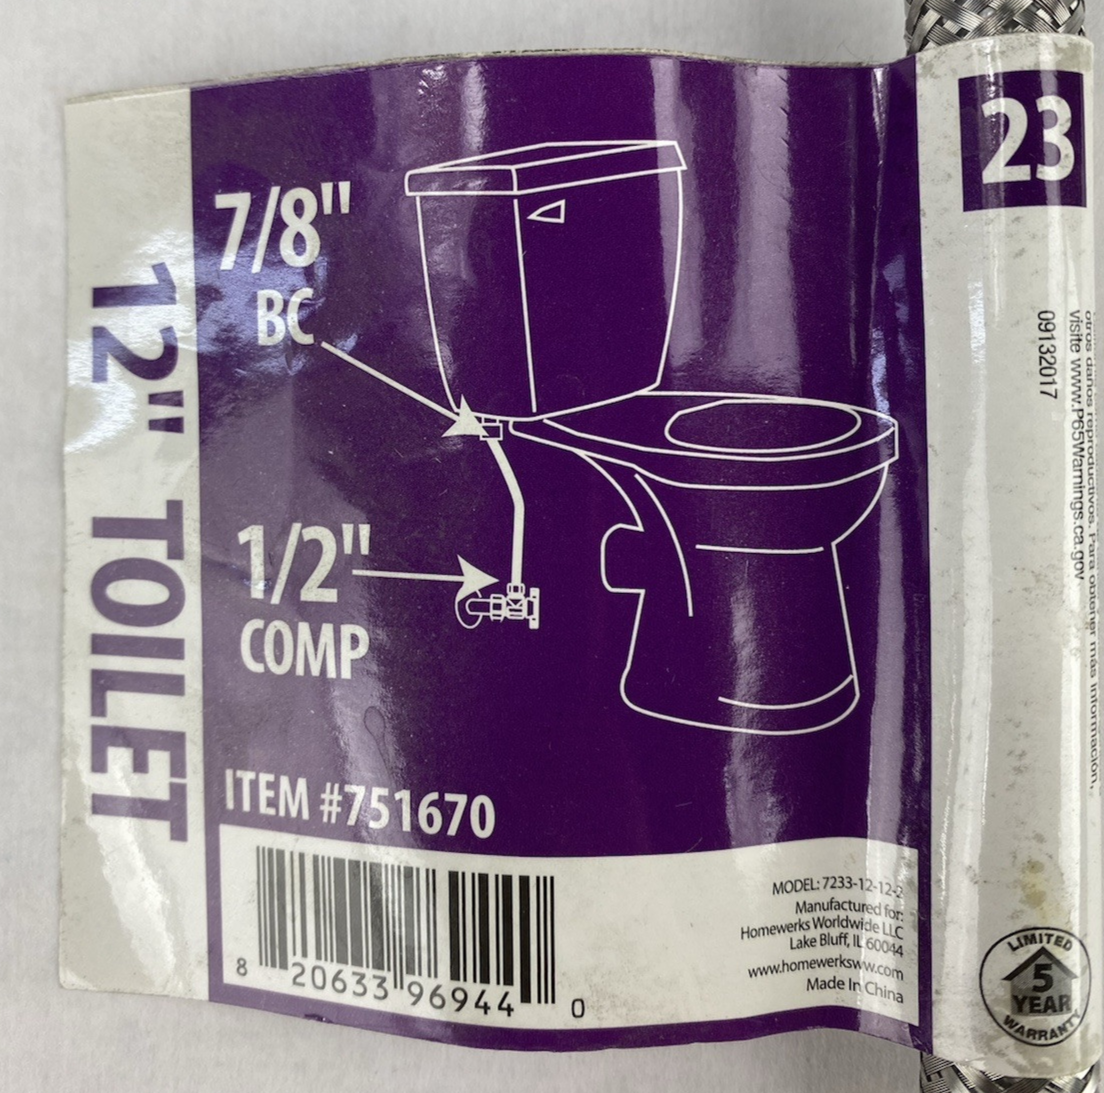 12" TOILET
7/8"
BC
1/2"
COMP
ITEM #751670
8 20633 96944 0
MODEL: 7233-12-12-2
Manufactured for:
Homewerks Worldwide LLC
Lake Bluff, IL 60044
www.homewerksww.com
Made In China
23
otros daños reproductivos. Para obtener más información,
visite www.P65Warnings.ca.gov
09132017
LIMITED
5
YEAR
WARRANTY